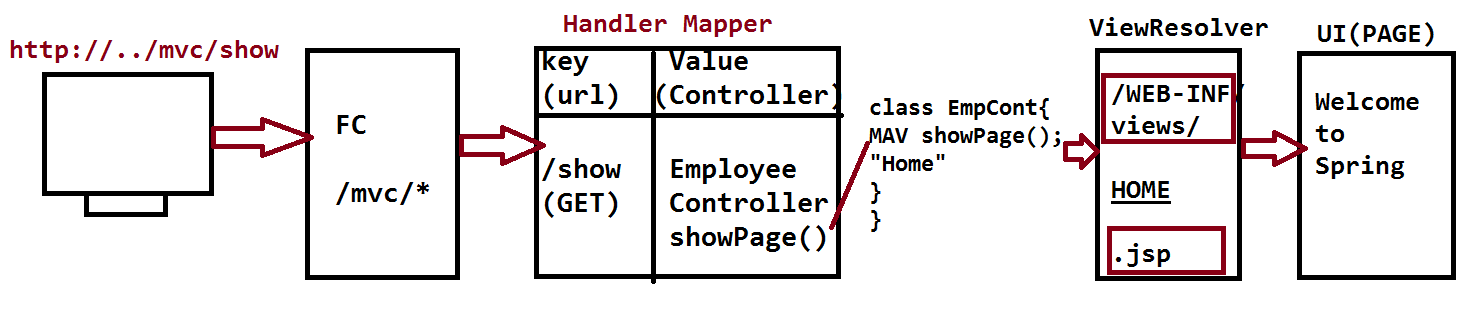 http://../mvc/show
FC
/mvc/*
Handler Mapper
key
(url)
Value
(Controller)
/show
(GET)
Employee
Controller
showPage()
class EmpCont{
MAV showPage();
"Home"
}
}
ViewResolver
/WEB-INF/
views/
HOME
.jsp
UI(PAGE)
Welcome
to
Spring